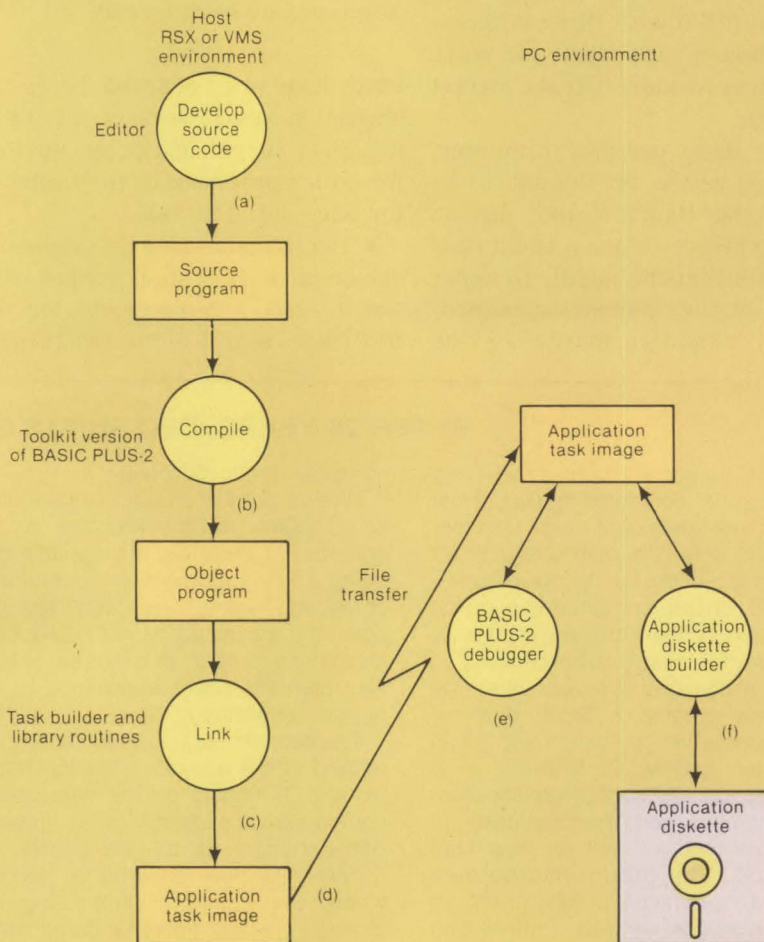 Host
RSX or VMS
environment
PC environment
Editor
Develop
source
code
(a)
Source
program
Toolkit version
of BASIC PLUS-2
Compile
(b)
Object
program
Task builder and
library routines
Link
(c)
Application
task image
(d)
File
transfer
Application
task image
BASIC
PLUS-2
debugger
(e)
Application
diskette
builder
(f)
Application
diskette